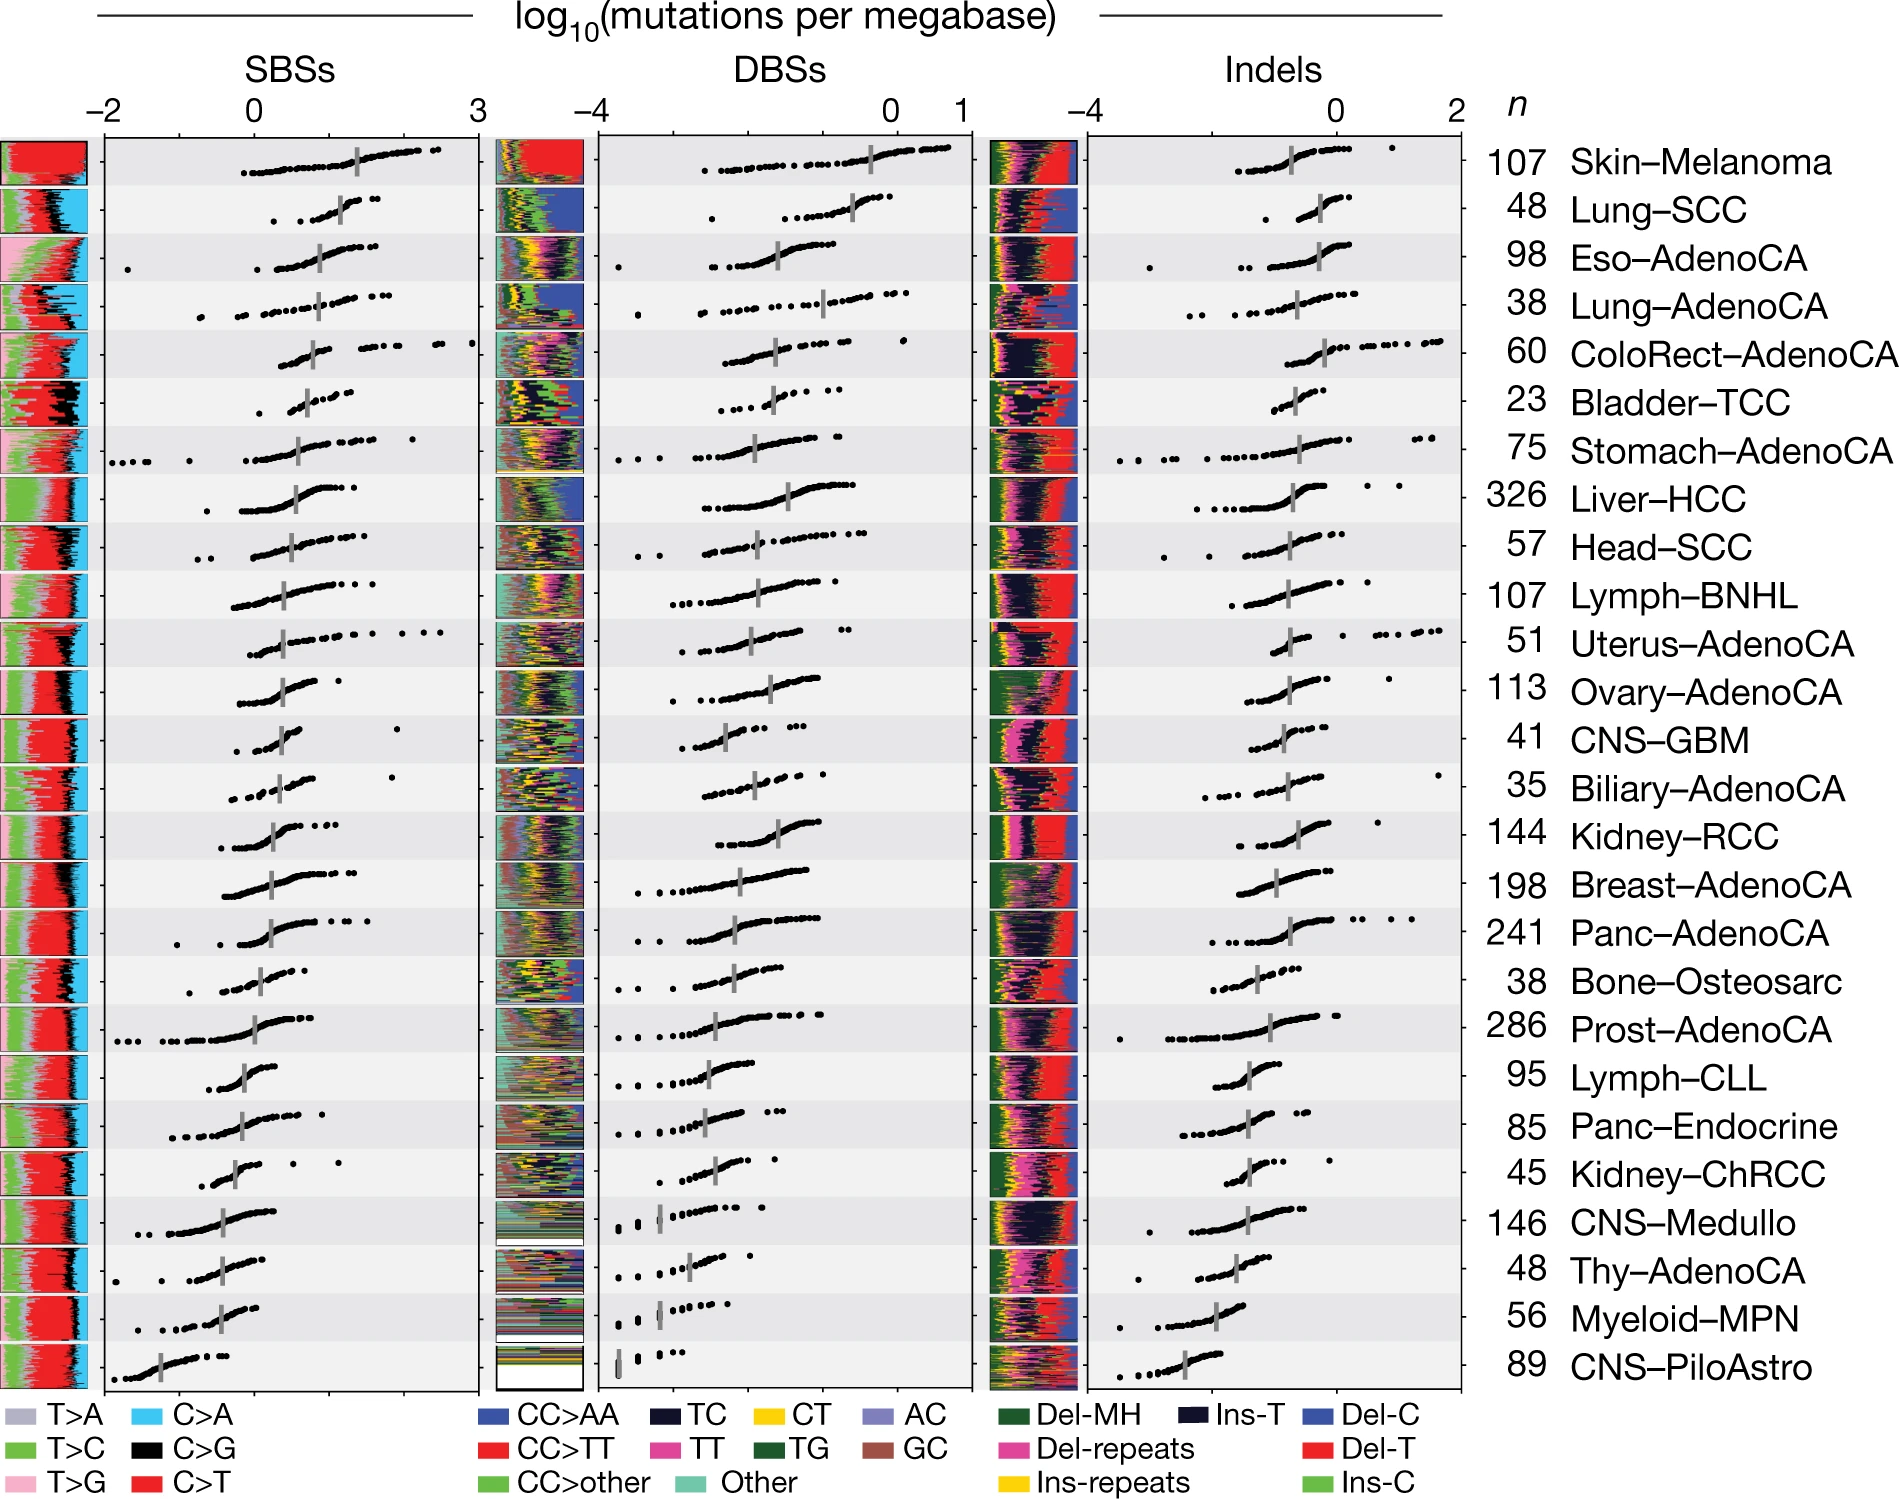 log10(mutations per megabase)
SBSs DBSs Indels
–2 0 3 –4 0 1 –4 0 2 n
107 Skin–Melanoma
48 Lung–SCC
98 Eso–AdenoCA
38 Lung–AdenoCA
60 ColoRect–AdenoCA
23 Bladder–TCC
75 Stomach–AdenoCA
326 Liver–HCC
57 Head–SCC
107 Lymph–BNHL
51 Uterus–AdenoCA
113 Ovary–AdenoCA
41 CNS–GBM
35 Biliary–AdenoCA
144 Kidney–RCC
198 Breast–AdenoCA
241 Panc–AdenoCA
38 Bone–Osteosarc
286 Prost–AdenoCA
95 Lymph–CLL
85 Panc–Endocrine
45 Kidney–ChRCC
146 CNS–Medullo
48 Thy–AdenoCA
56 Myeloid–MPN
89 CNS–PiloAstro
T>A C>A CC>AA TC CT AC Del-MH Ins-T Del-C
T>C C>G CC>TT TT TG GC Del-repeats Del-T
T>G C>T CC>other Other Ins-repeats Ins-C